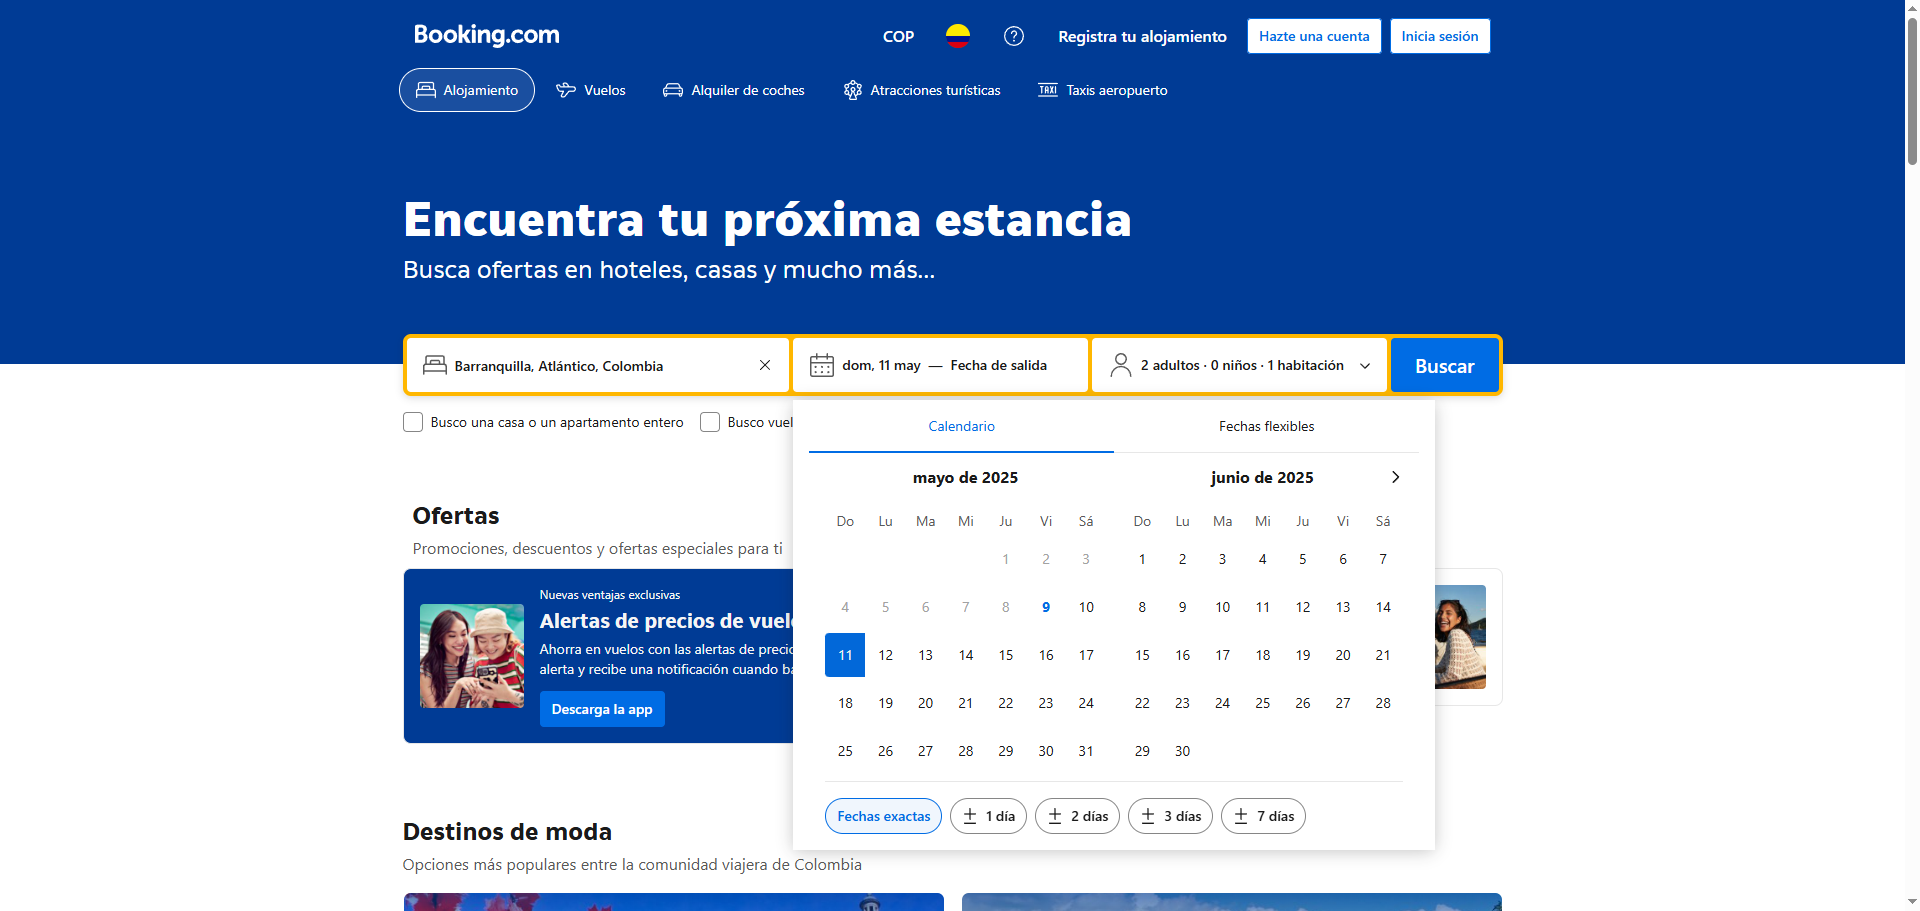 Booking.com
COP
Registra tu alojamiento
Hazte una cuenta
Inicia sesión
Alojamiento
Vuelos
Alquiler de coches
Atracciones turísticas
TAXI Taxis aeropuerto
Encuentra tu próxima estancia
Busca ofertas en hoteles, casas y mucho más...
Barranquilla, Atlántico, Colombia
dom, 11 may — Fecha de salida
2 adultos · 0 niños · 1 habitación
Buscar
Busco una casa o un apartamento entero
Busco vuel
Calendario
Fechas flexibles
mayo de 2025
Do Lu Ma Mi Ju Vi Sá
1 2 3
4 5 6 7 8 9 10
11 12 13 14 15 16 17
18 19 20 21 22 23 24
25 26 27 28 29 30 31
junio de 2025
Do Lu Ma Mi Ju Vi Sá
1 2 3 4 5 6 7
8 9 10 11 12 13 14
15 16 17 18 19 20 21
22 23 24 25 26 27 28
29 30
Fechas exactas
± 1 día
± 2 días
± 3 días
± 7 días
Ofertas
Promociones, descuentos y ofertas especiales para ti
Nuevas ventajas exclusivas
Alertas de precios de vuel
Ahorra en vuelos con las alertas de preci
alerta y recibe una notificación cuando ba
Descarga la app
Destinos de moda
Opciones más populares entre la comunidad viajera de Colombia